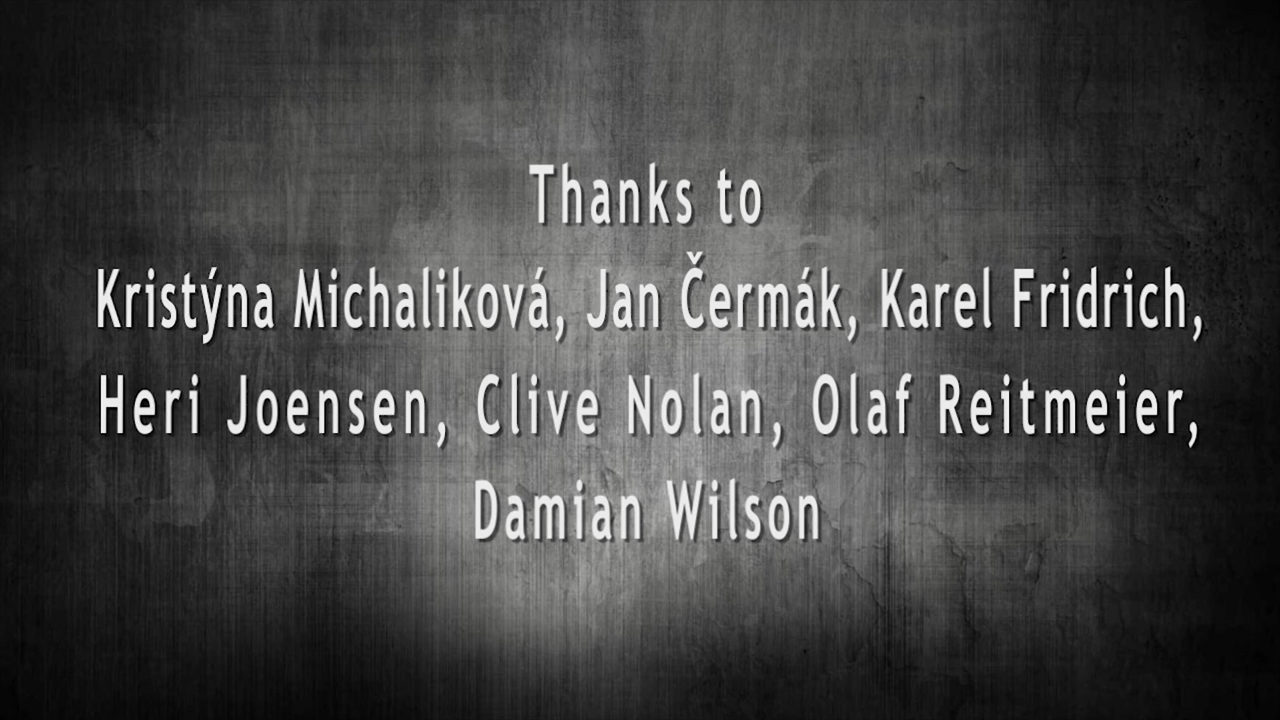 Thanks to
Kristýna Michaliková, Jan Čermák, Karel Fridrich,
Heri Joensen, Clive Nolan, Olaf Reitmeier,
Damian Wilson